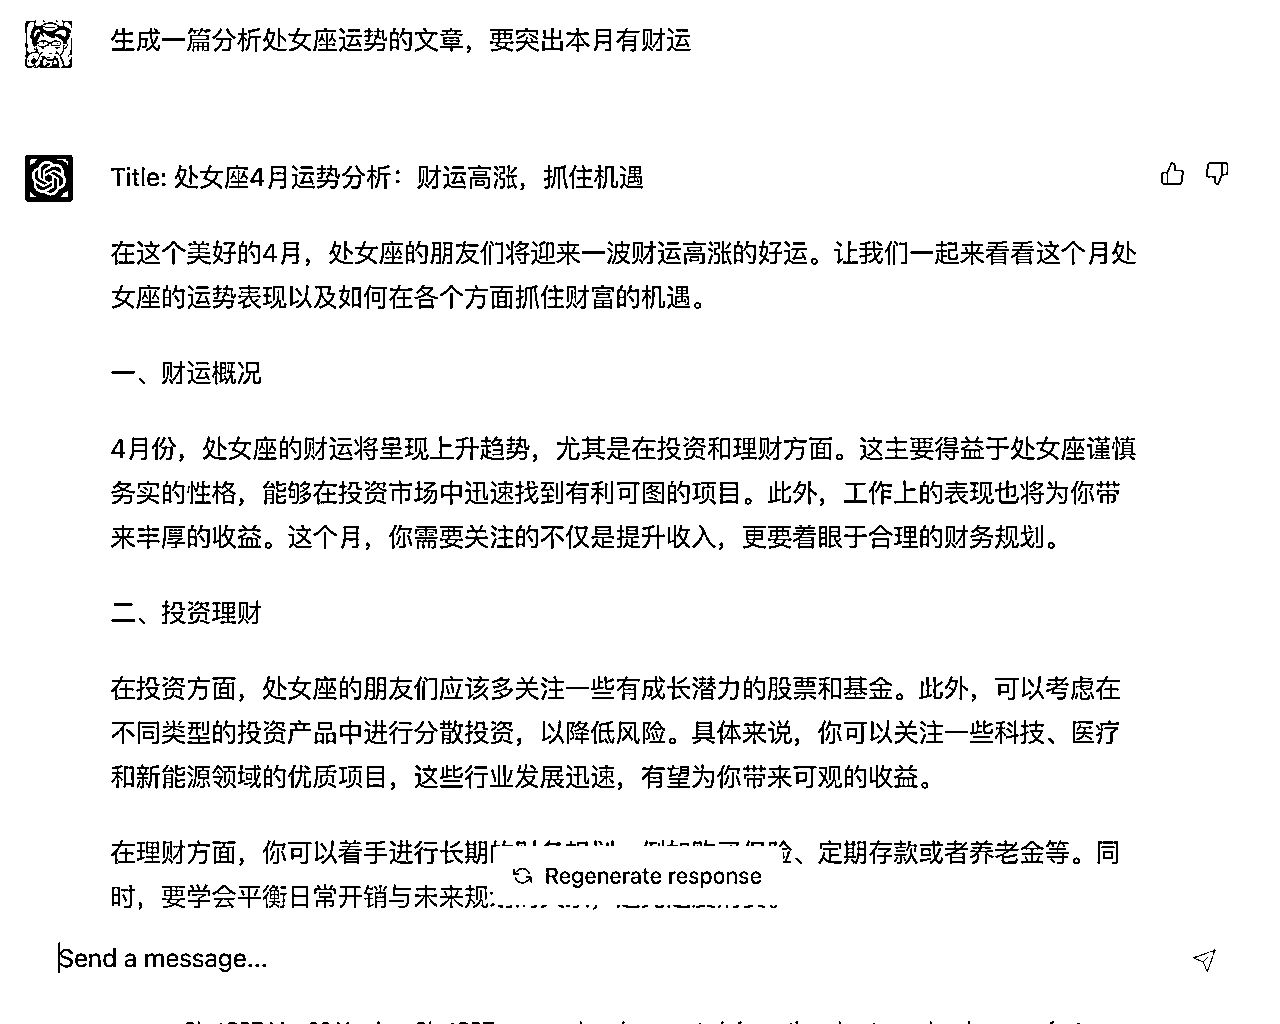 生成一篇分析处女座运势的文章，要突出本月有财运
Title: 处女座4月运势分析：财运高涨，抓住机遇
在这个美好的4月，处女座的朋友们将迎来一波财运高涨的好运。让我们一起来看看这个月处
女座的运势表现以及如何在各个方面抓住财富的机遇。
一、财运概况
4月份，处女座的财运将呈现上升趋势，尤其是在投资和理财方面。这主要得益于处女座谨慎
务实的性格，能够在投资市场中迅速找到有利可图的项目。此外，工作上的表现也将为你带
来丰厚的收益。这个月，你需要关注的不仅是提升收入，更要着眼于合理的财务规划。
二、投资理财
在投资方面，处女座的朋友们应该多关注一些有成长潜力的股票和基金。此外，可以考虑在
不同类型的投资产品中进行分散投资，以降低风险。具体来说，你可以关注一些科技、医疗
和新能源领域的优质项目，这些行业发展迅速，有望为你带来可观的收益。
在理财方面，你可以着手进行长期 险、定期存款或者养老金等。同
Regenerate response
时，要学会平衡日常开销与未来规
Send a message...